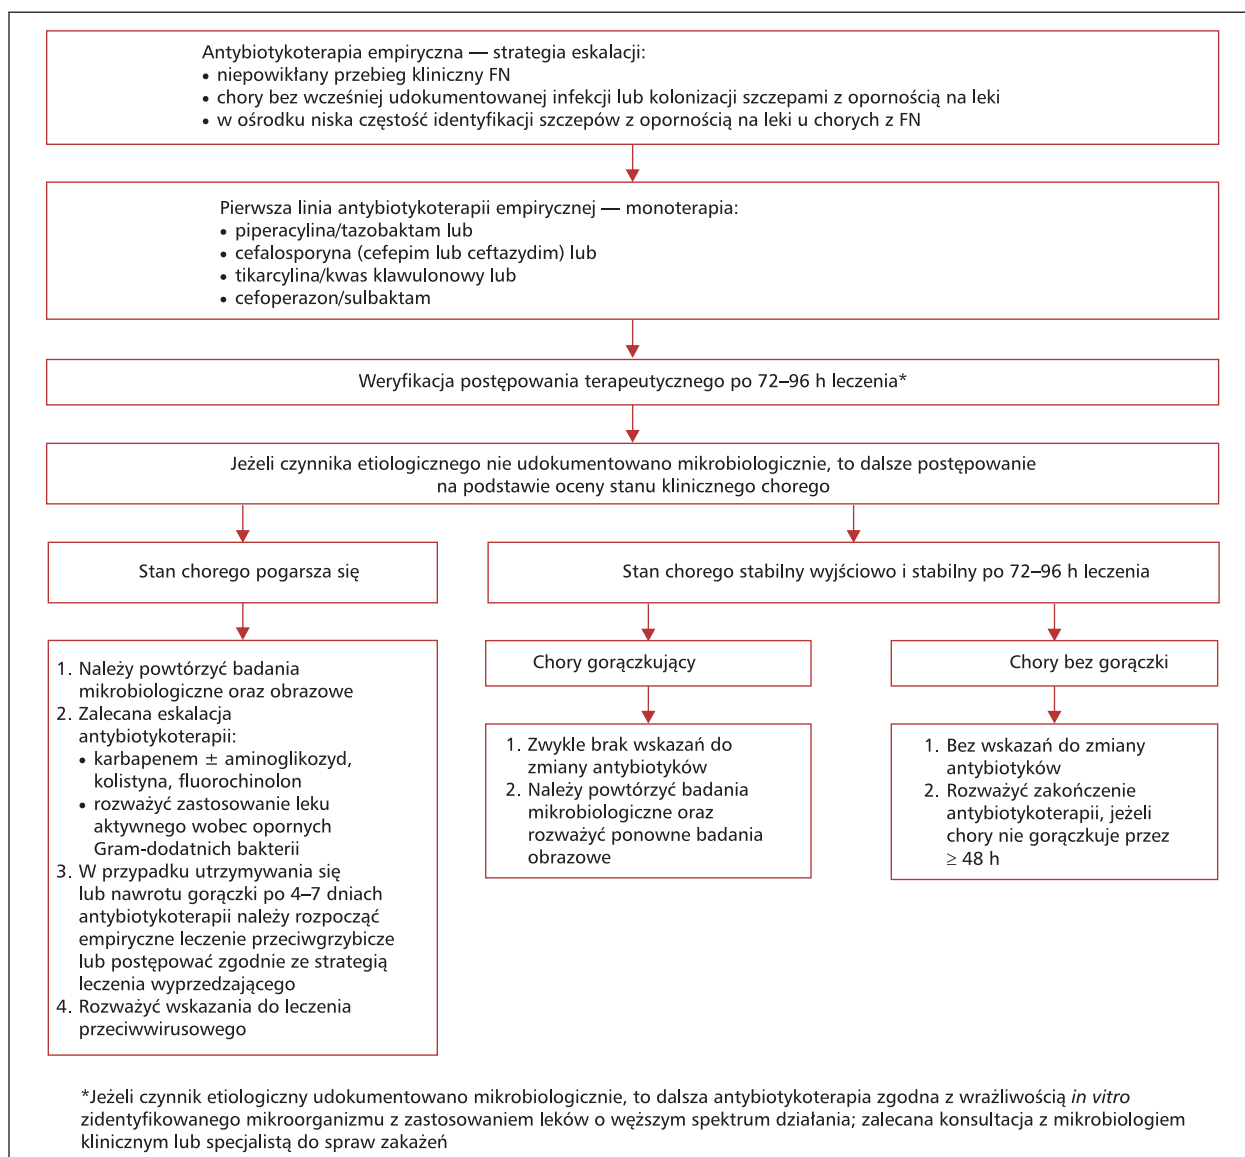 Antybiotykoterapia empiryczna — strategia eskalacji:
• niepowikłany przebieg kliniczny FN
• chory bez wcześniej udokumentowanej infekcji lub kolonizacji szczepami z opornością na leki
• w ośrodku niska częstość identyfikacji szczepów z opornością na leki u chorych z FN
Pierwsza linia antybiotykoterapii empirycznej — monoterapia:
• piperacylina/tazobaktam lub
• cefalosporyna (cefepim lub ceftazydim) lub
• tikarcylina/kwas klawulonowy lub
• cefoperazon/sulbaktam
Weryfikacja postępowania terapeutycznego po 72–96 h leczenia*
Jeżeli czynnika etiologicznego nie udokumentowano mikrobiologicznie, to dalsze postępowanie
na podstawie oceny stanu klinicznego chorego
Stan chorego pogarsza się
1. Należy powtórzyć badania
mikrobiologiczne oraz obrazowe
2. Zalecana eskalacja
antybiotykoterapii:
• karbapenem ± aminoglikozyd,
kolistyna, fluorochinolon
• rozważyć zastosowanie leku
aktywnego wobec opornych
Gram-dodatnich bakterii
3. W przypadku utrzymywania się
lub nawrotu gorączki po 4–7 dniach
antybiotykoterapii należy rozpocząć
empiryczne leczenie przeciwgrzybicze
lub postępować zgodnie ze strategią
leczenia wyprzedzającego
4. Rozważyć wskazania do leczenia
przeciwwirusowego
Stan chorego stabilny wyjściowo i stabilny po 72–96 h leczenia
Chory gorączkujący
1. Zwykle brak wskazań do
zmiany antybiotyków
2. Należy powtórzyć badania
mikrobiologiczne oraz
rozważyć ponowne badania
obrazowe
Chory bez gorączki
1. Bez wskazań do zmiany
antybiotyków
2. Rozważyć zakończenie
antybiotykoterapii, jeżeli
chory nie gorączkuje przez
≥ 48 h
*Jeżeli czynnik etiologiczny udokumentowano mikrobiologicznie, to dalsza antybiotykoterapia zgodna z wrażliwością in vitro
zidentyfikowanego mikroorganizmu z zastosowaniem leków o węższym spektrum działania; zalecana konsultacja z mikrobiologiem
klinicznym lub specjalistą do spraw zakażeń